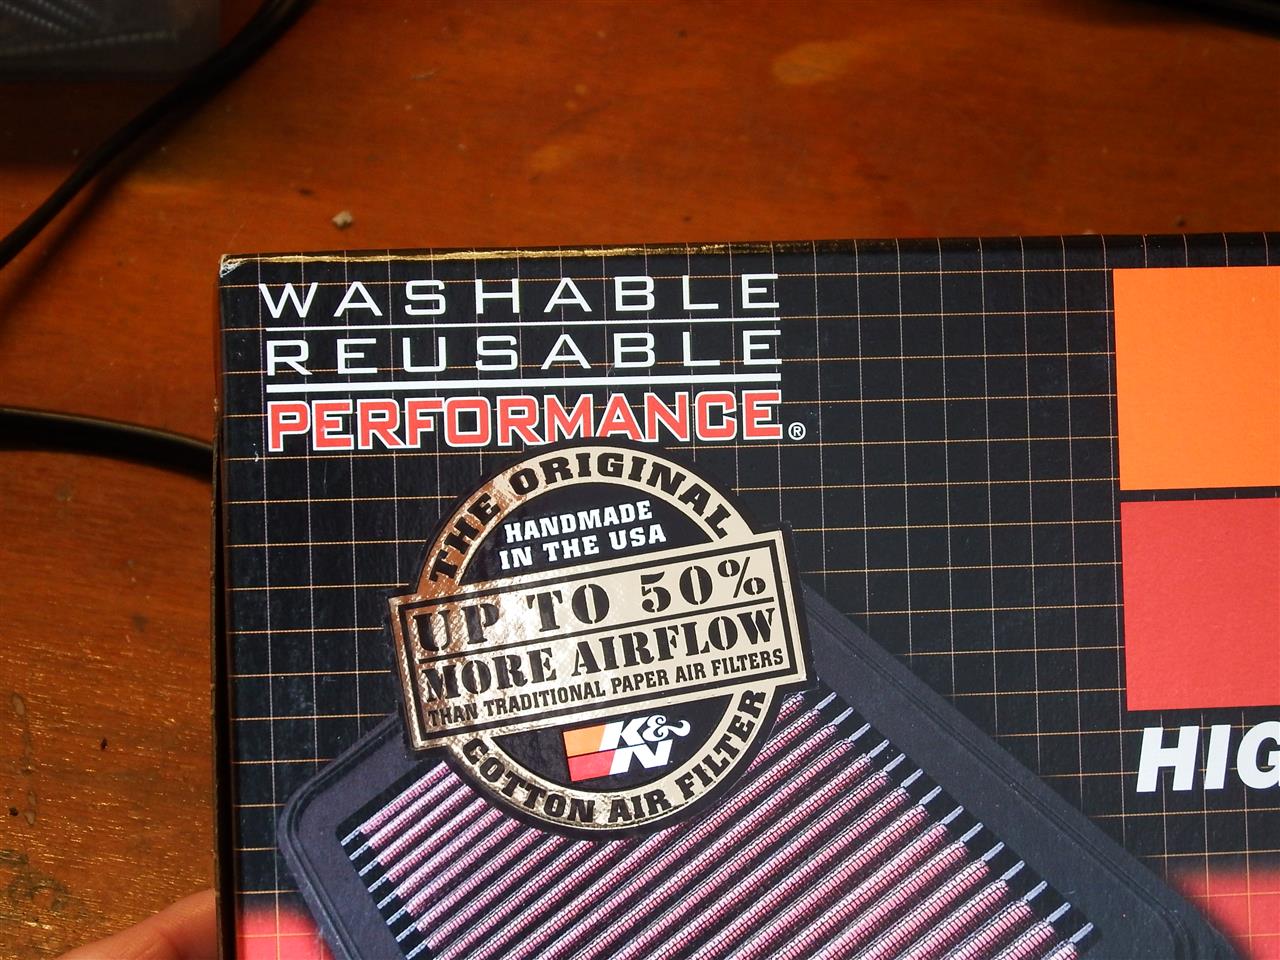 WASHABLE
REUSABLE
PERFORMANCE®
THE ORIGINAL
HANDMADE
IN THE USA
UP TO 50%
MORE AIRFLOW
THAN TRADITIONAL PAPER AIR FILTERS
K&N
COTTON AIR FILTER
HIG